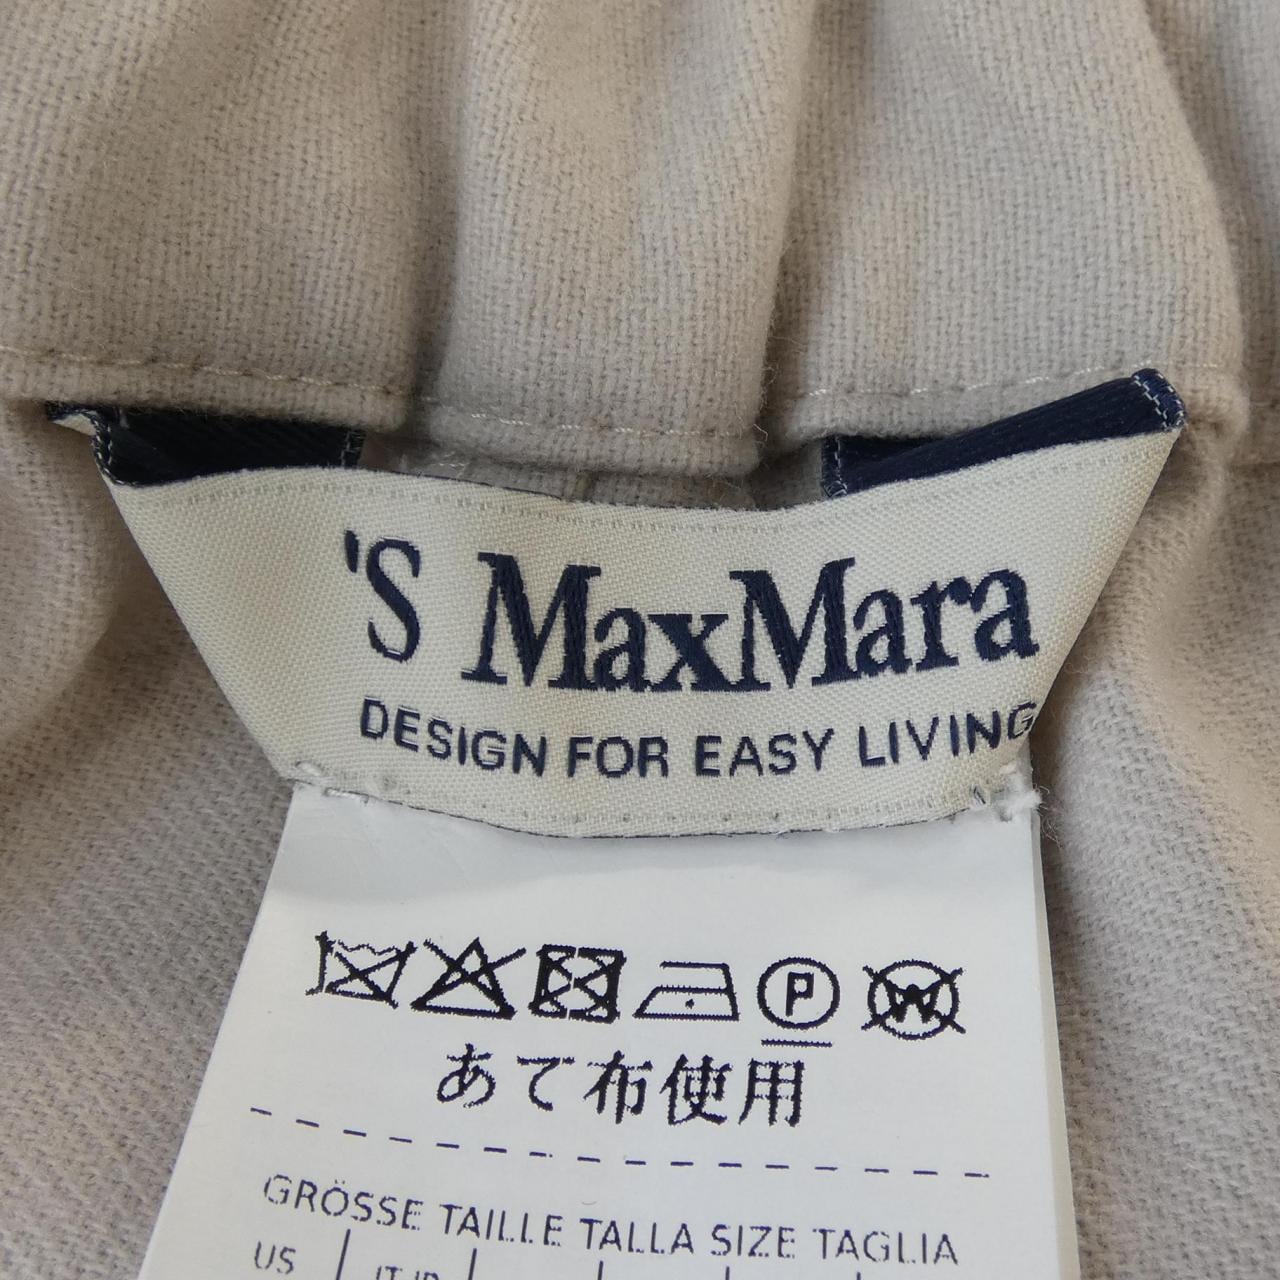 'S MaxMara
DESIGN FOR EASY LIVING
P W
あて布使用
GRÖSSE TAILLE TALLA SIZE TAGLIA
US